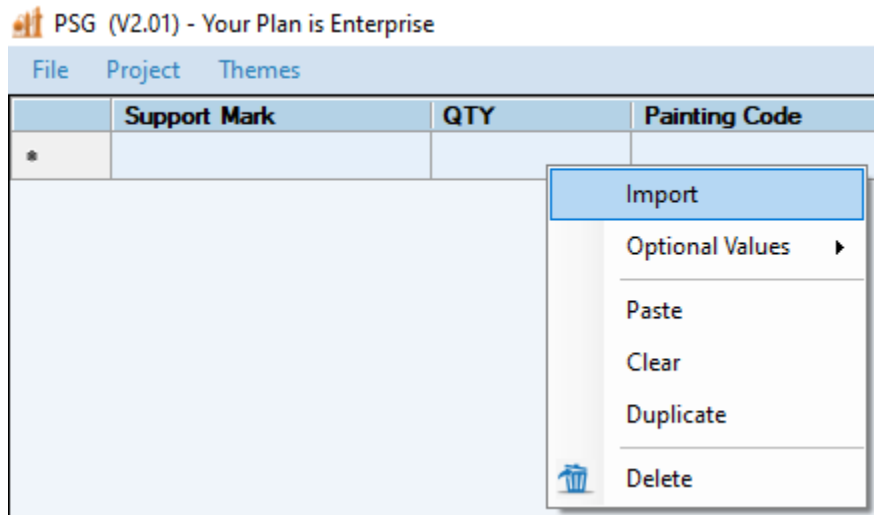 PSG (V2.01) - Your Plan is Enterprise
File Project Themes
Support Mark QTY Painting Code
*
Import
Optional Values
Paste
Clear
Duplicate
Delete